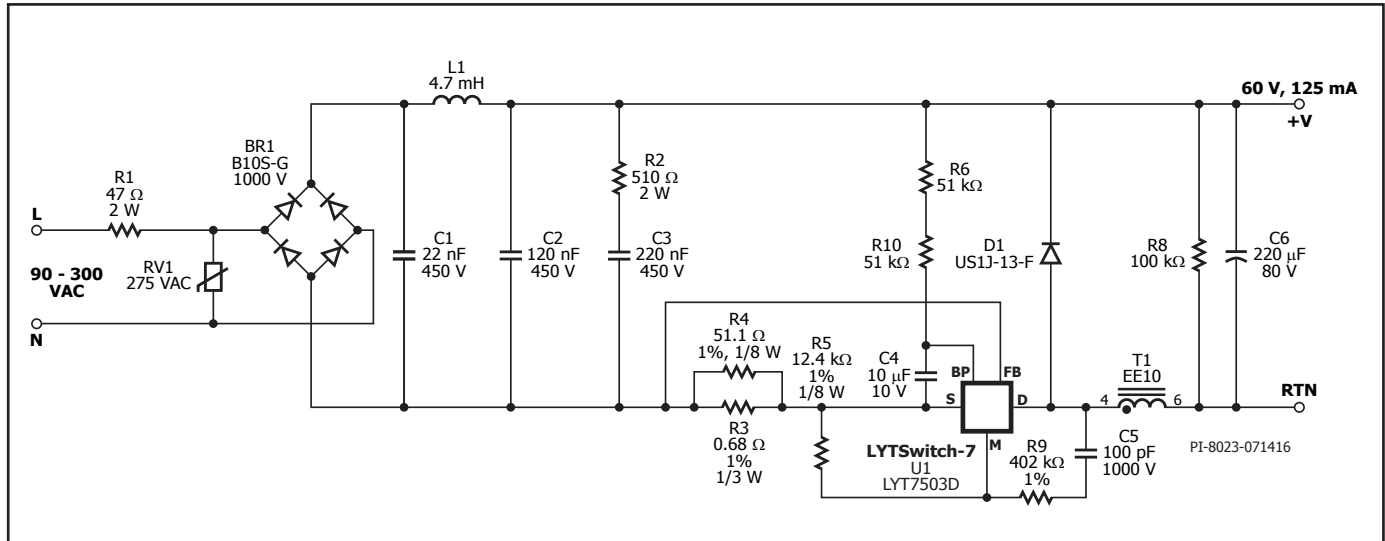 L1
4.7 mH
60 V, 125 mA
+V
BR1
B10S-G
1000 V
R1
47 Ω
2 W
L
RV1
275 VAC
90 - 300
VAC
N
C1
22 nF
450 V
C2
120 nF
450 V
R2
510 Ω
2 W
C3
220 nF
450 V
R6
51 kΩ
R10
51 kΩ
D1
US1J-13-F
R8
100 kΩ
C6
220 µF
80 V
R4
51.1 Ω
1%, 1/8 W
R3
0.68 Ω
1%
1/3 W
R5
12.4 kΩ
1%
1/8 W
C4
10 µF
10 V
BP
FB
S
D
M
LYTSwitch-7
U1
LYT7503D
T1
EE10
4
6
RTN
R9
402 kΩ
1%
C5
100 pF
1000 V
PI-8023-071416